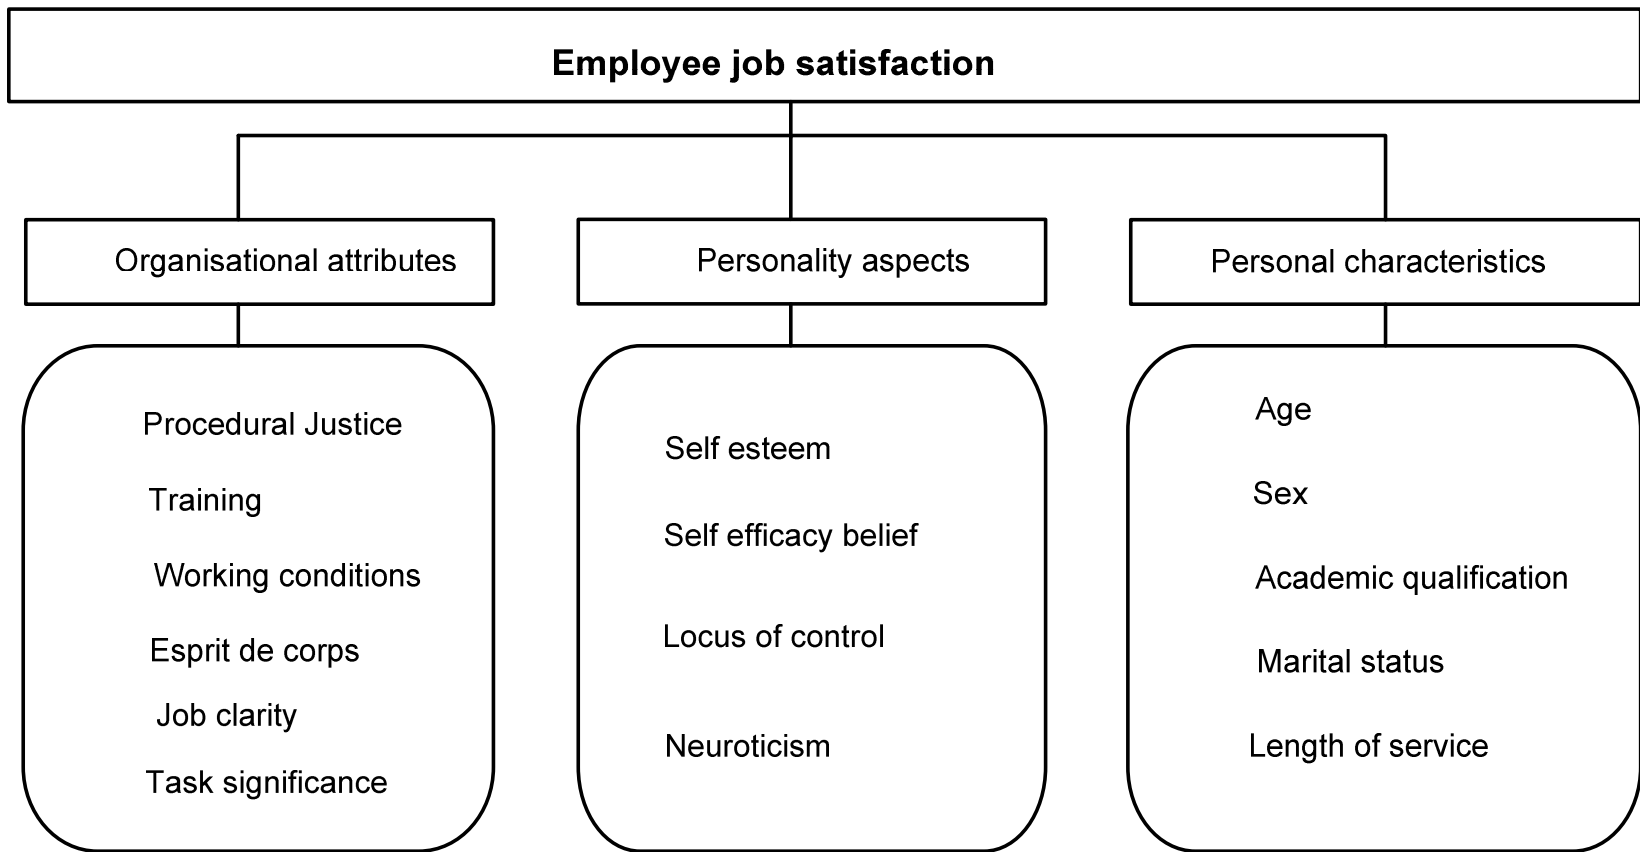 Employee job satisfaction
Organisational attributes
Personality aspects
Personal characteristics
Procedural Justice
Training
Working conditions
Esprit de corps
Job clarity
Task significance
Self esteem
Self efficacy belief
Locus of control
Neuroticism
Age
Sex
Academic qualification
Marital status
Length of service